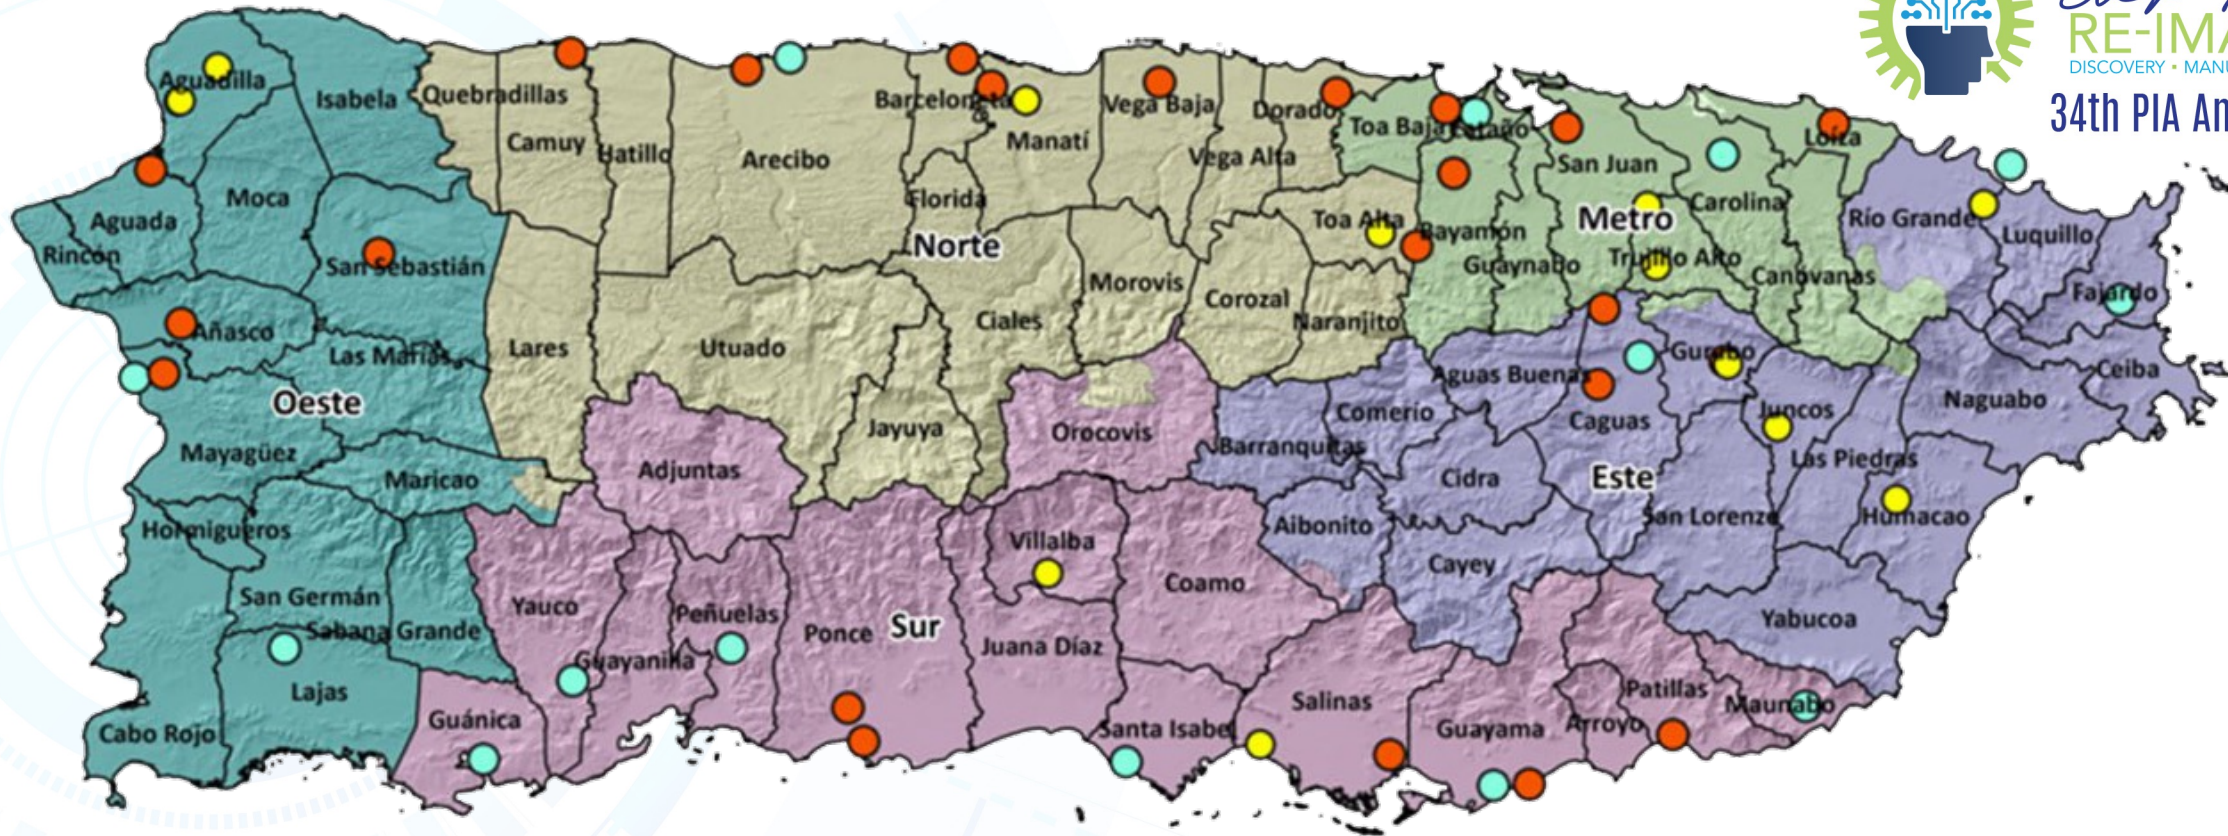 RE-IMA
DISCOVERY • MANU
34th PIA An
Aguadilla
Isabela
Quebradillas
Camuy
Hatillo
Arecibo
Barceloneta
Manatí
Vega Baja
Vega Alta
Dorado
Toa Baja
Cataño
San Juan
Loíza
Moca
Aguada
Rincón
San Sebastián
Florida
Norte
Toa Alta
Bayamón
Guaynabo
Metro
Trujillo Alto
Carolina
Canóvanas
Río Grande
Luquillo
Fajardo
Ceiba
Añasco
Las Marías
Lares
Utuado
Ciales
Morovis
Corozal
Naranjito
Oeste
Mayagüez
Maricao
Adjuntas
Jayuya
Orocovis
Barranquitas
Comerío
Aguas Buenas
Caguas
Gurabo
Juncos
Naguabo
Las Piedras
Este
Cidra
San Lorenzo
Humacao
Hormigueros
San Germán
Sabana Grande
Yauco
Peñuelas
Ponce
Sur
Villalba
Juana Díaz
Coamo
Aibonito
Cayey
Yabucoa
Lajas
Cabo Rojo
Guánica
Guayanilla
Santa Isabel
Salinas
Guayama
Arroyo
Patillas
Maunabo